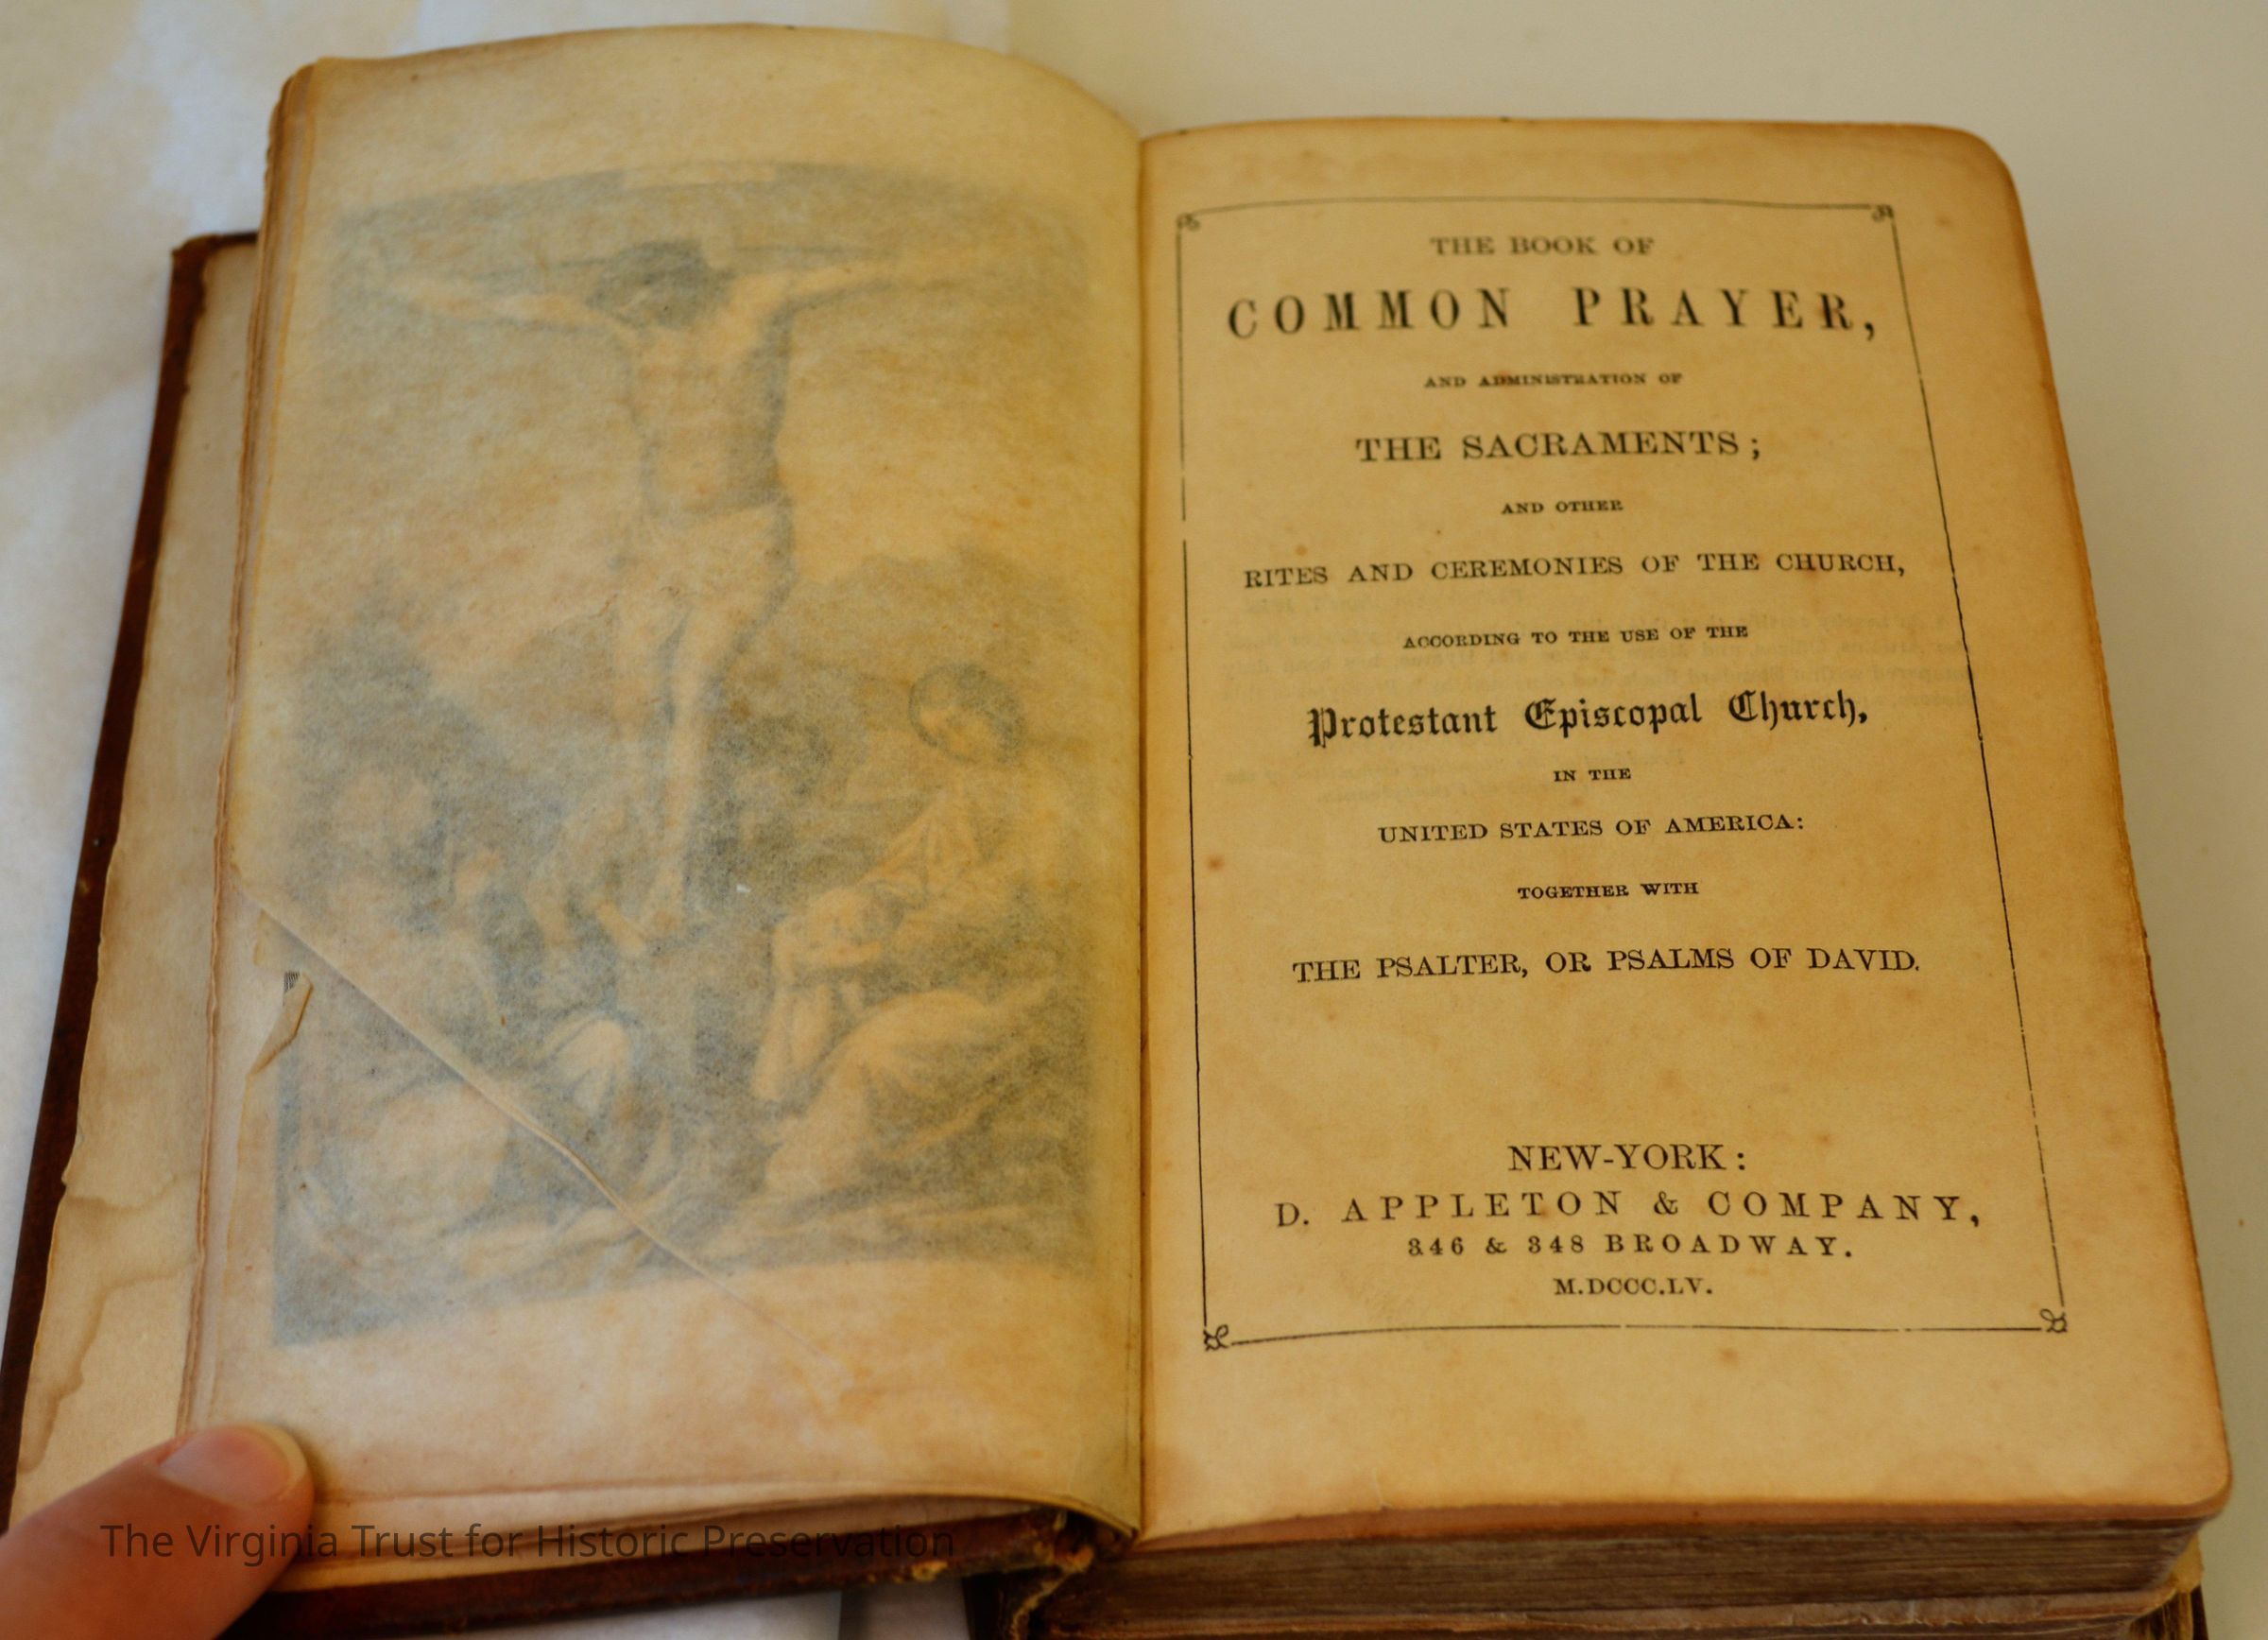 THE BOOK OF
COMMON PRAYER,
AND ADMINISTRATION OF
THE SACRAMENTS;
AND OTHER
RITES AND CEREMONIES OF THE CHURCH,
ACCORDING TO THE USE OF THE
Protestant Episcopal Church,
IN THE
UNITED STATES OF AMERICA:
TOGETHER WITH
THE PSALTER, OR PSALMS OF DAVID.
NEW-YORK:
D. APPLETON & COMPANY,
346 & 348 BROADWAY.
M.DCCC.LV.
The Virginia Trust for Historic Preservation